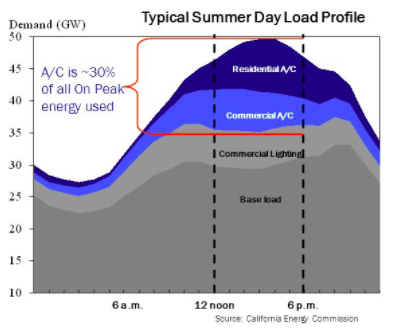 Typical Summer Day Load Profile
Demand (GW)
50
45
40
35
30
25
20
15
10
A/C is ~30%
of all On Peak
energy used
Residential A/C
Commercial A/C
Commercial Lighting
Base load
6 a.m.
12 noon
6 p.m.
Source: California Energy Commission